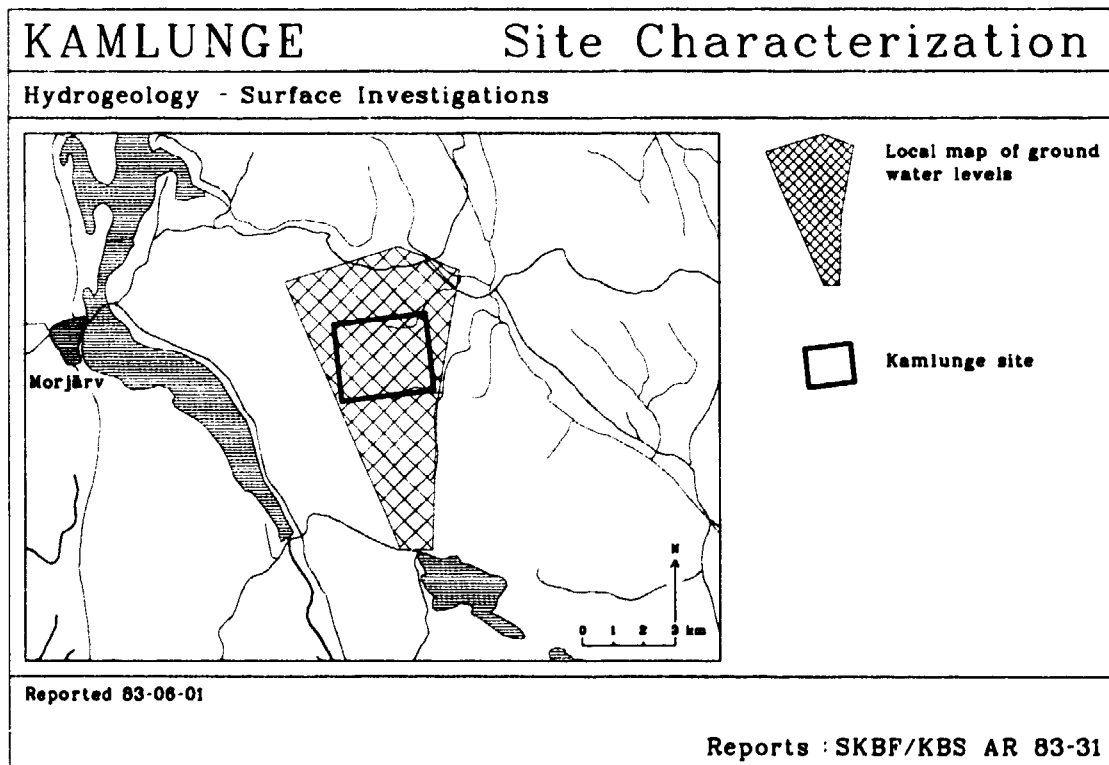 KAMLUNGE Site Characterization
Hydrogeology - Surface Investigations
Local map of ground
water levels
Kamlunge site
Morjärv
N
0 1 2 3 km
Reported 83-06-01
Reports : SKBF/KBS AR 83-31